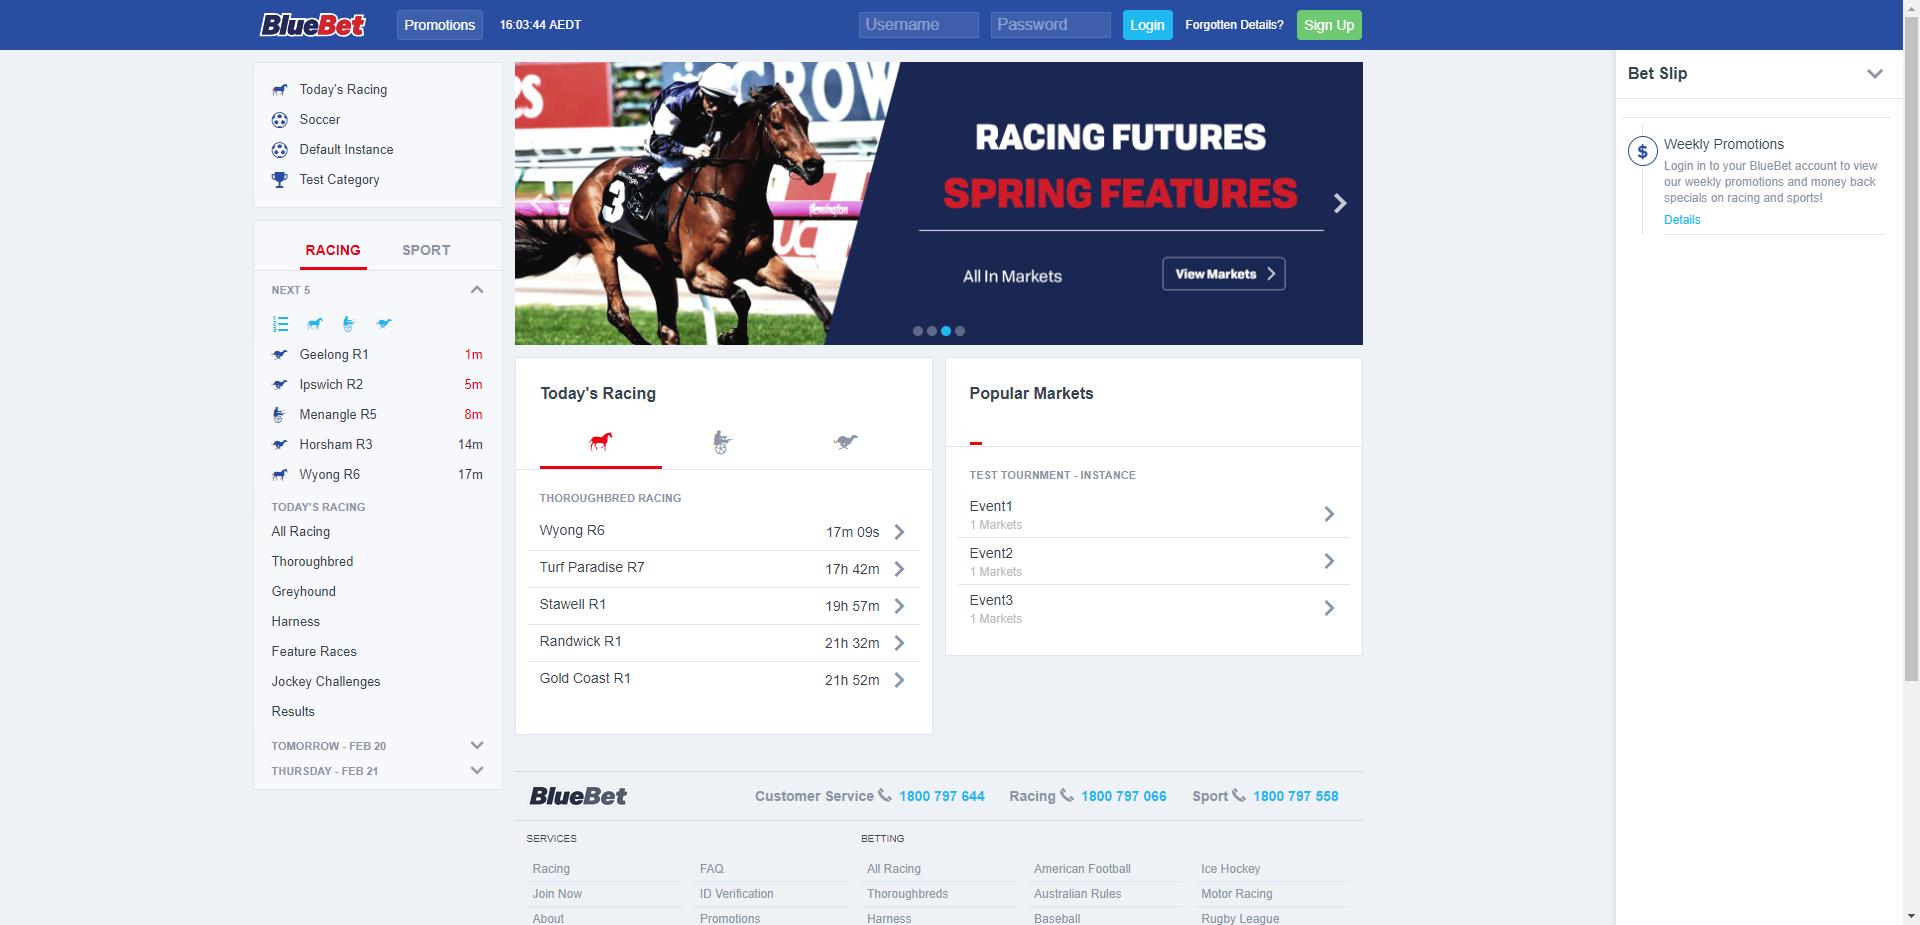 BlueBet
Promotions
16:03:44 AEDT
Username
Password
Login
Forgotten Details?
Sign Up
Today's Racing
Soccer
Default Instance
Test Category
RACING
SPORT
NEXT 5
Geelong R1 1m
Ipswich R2 5m
Menangle R5 8m
Horsham R3 14m
Wyong R6 17m
TODAY'S RACING
All Racing
Thoroughbred
Greyhound
Harness
Feature Races
Jockey Challenges
Results
TOMORROW - FEB 20
THURSDAY - FEB 21
CROW
3
flemington
RACING FUTURES
SPRING FEATURES
All In Markets
View Markets
Today's Racing
THOROUGHBRED RACING
Wyong R6 17m 09s
Turf Paradise R7 17h 42m
Stawell R1 19h 57m
Randwick R1 21h 32m
Gold Coast R1 21h 52m
Popular Markets
TEST TOURNMENT - INSTANCE
Event1
1 Markets
Event2
1 Markets
Event3
1 Markets
Bet Slip
$
Weekly Promotions
Login in to your BlueBet account to view
our weekly promotions and money back
specials on racing and sports!
Details
BlueBet
Customer Service 1800 797 644
Racing 1800 797 066
Sport 1800 797 558
SERVICES
Racing
Join Now
About
FAQ
ID Verification
Promotions
BETTING
All Racing
Thoroughbreds
Harness
American Football
Australian Rules
Baseball
Ice Hockey
Motor Racing
Rugby League